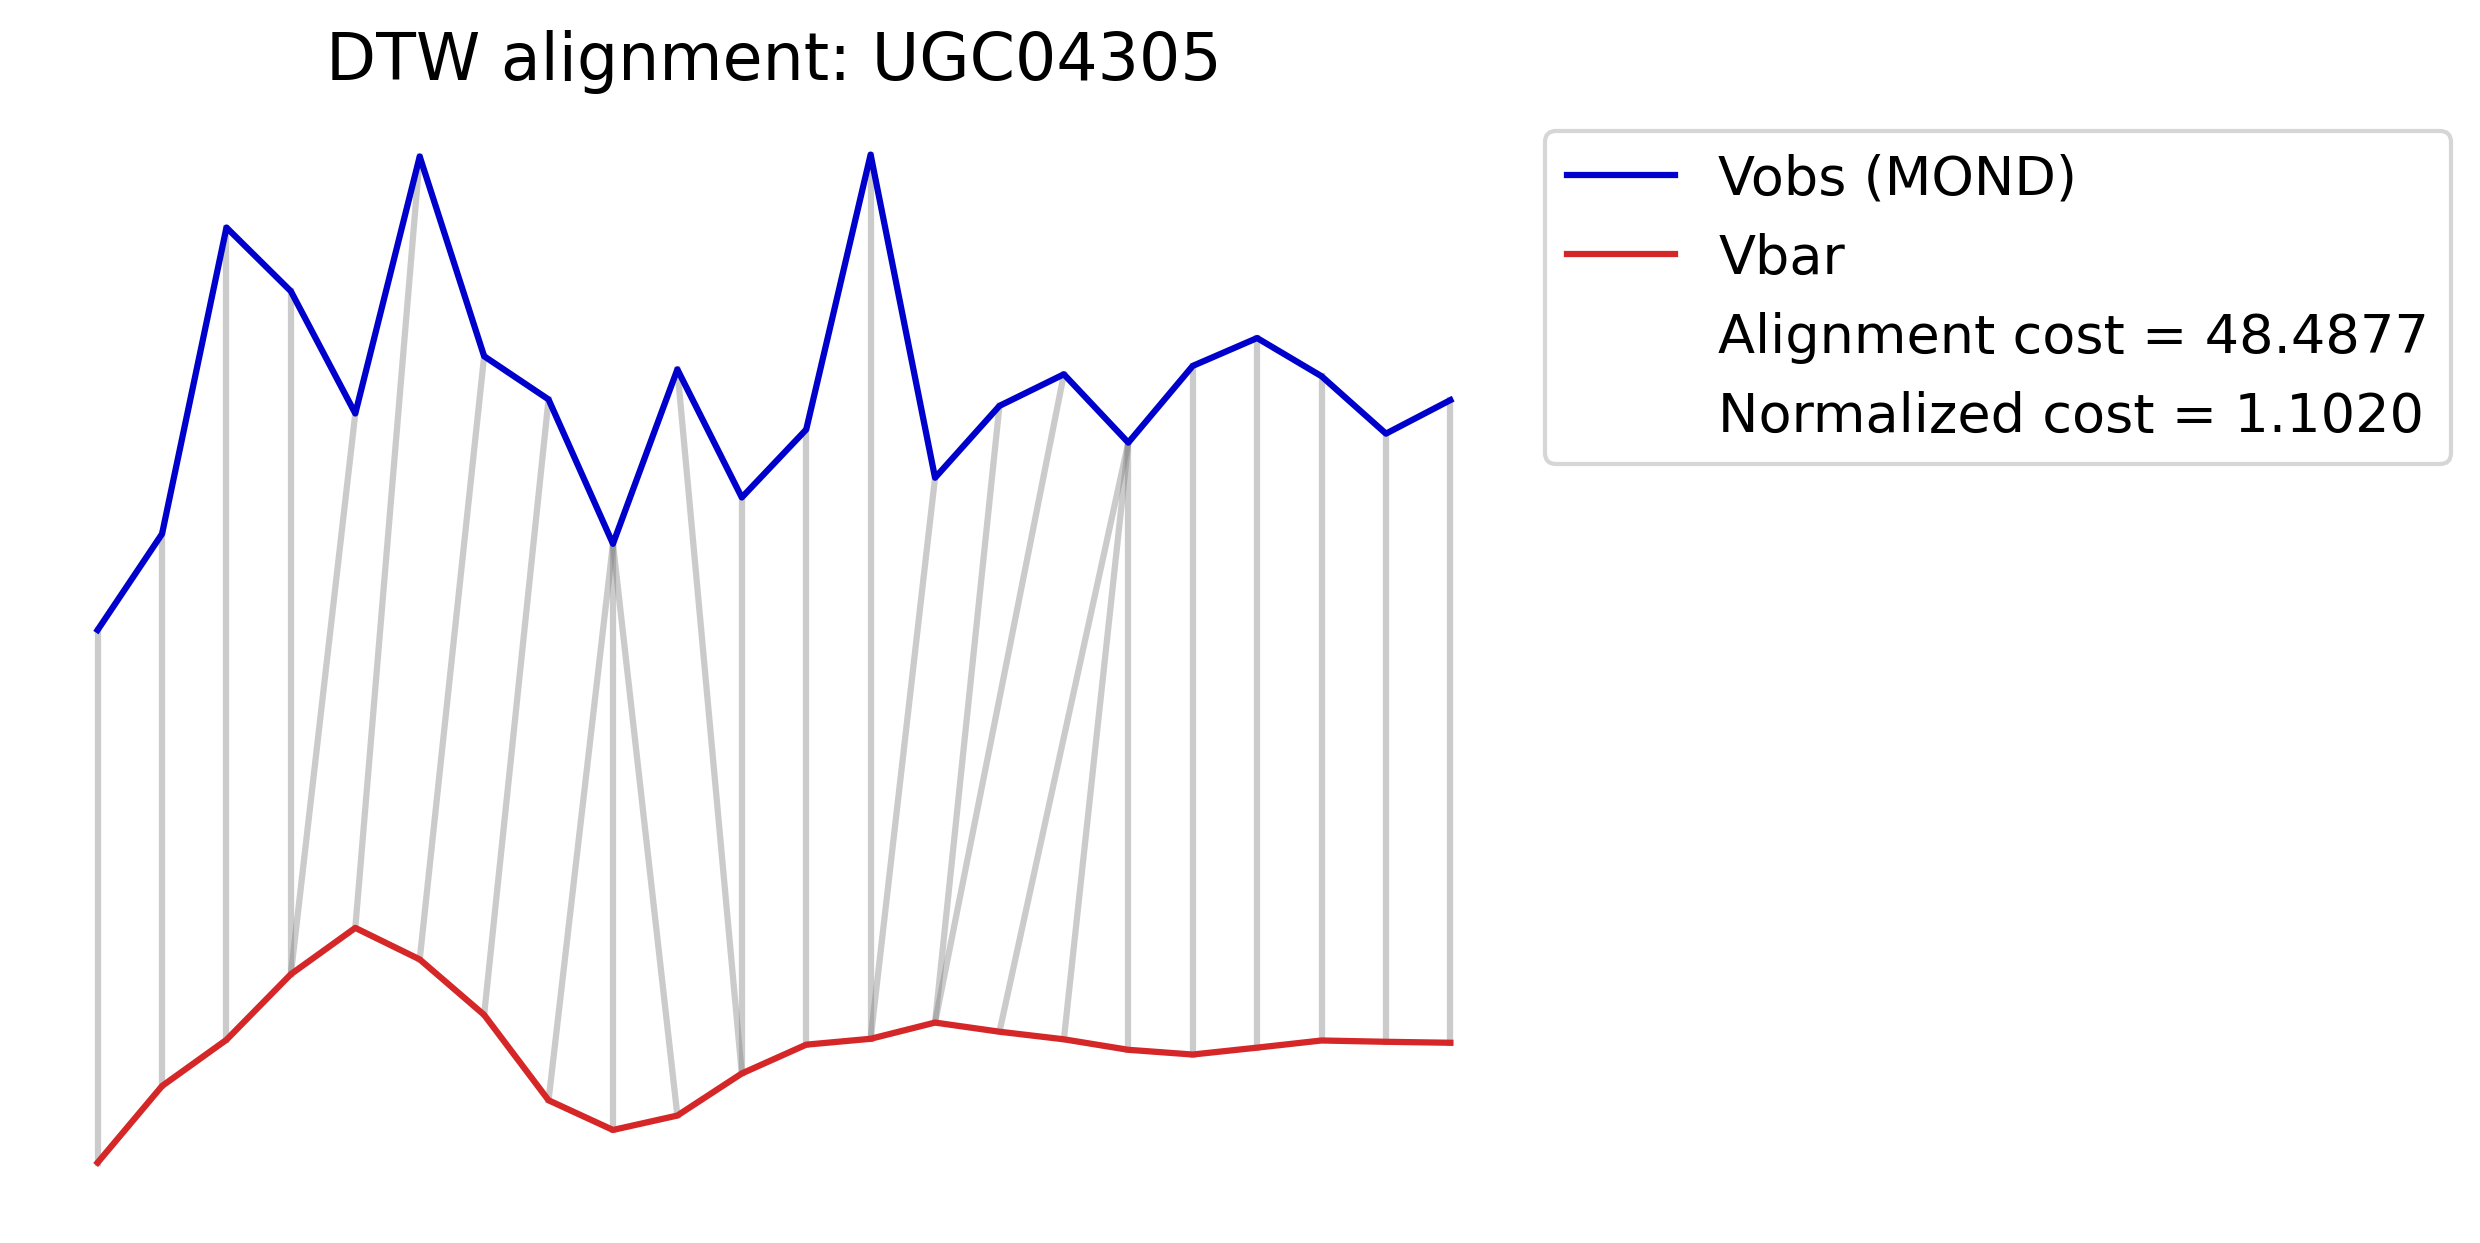 DTW alignment: UGC04305
Vobs (MOND)
Vbar
Alignment cost = 48.4877
Normalized cost = 1.1020